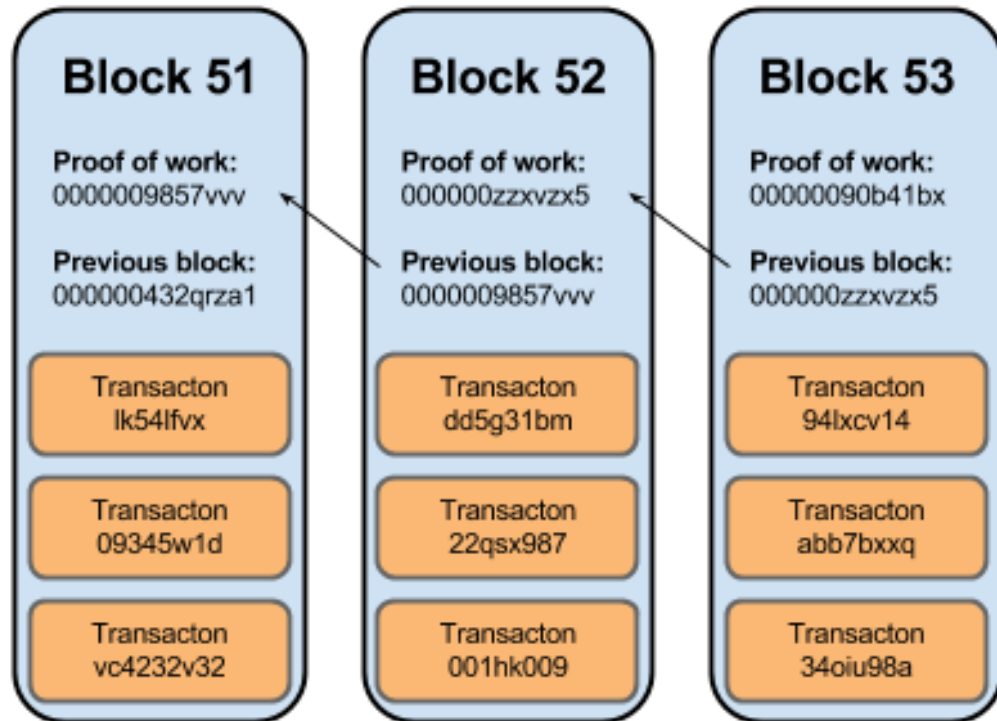 Block 51
Proof of work:
0000009857vvv
Previous block:
000000432qrza1
Transacton
lk54lfvx
Transacton
09345w1d
Transacton
vc4232v32
Block 52
Proof of work:
000000zzxvzx5
Previous block:
0000009857vvv
Transacton
dd5g31bm
Transacton
22qsx987
Transacton
001hk009
Block 53
Proof of work:
00000090b41bx
Previous block:
000000zzxvzx5
Transacton
94lxcv14
Transacton
abb7bxxq
Transacton
34oiu98a